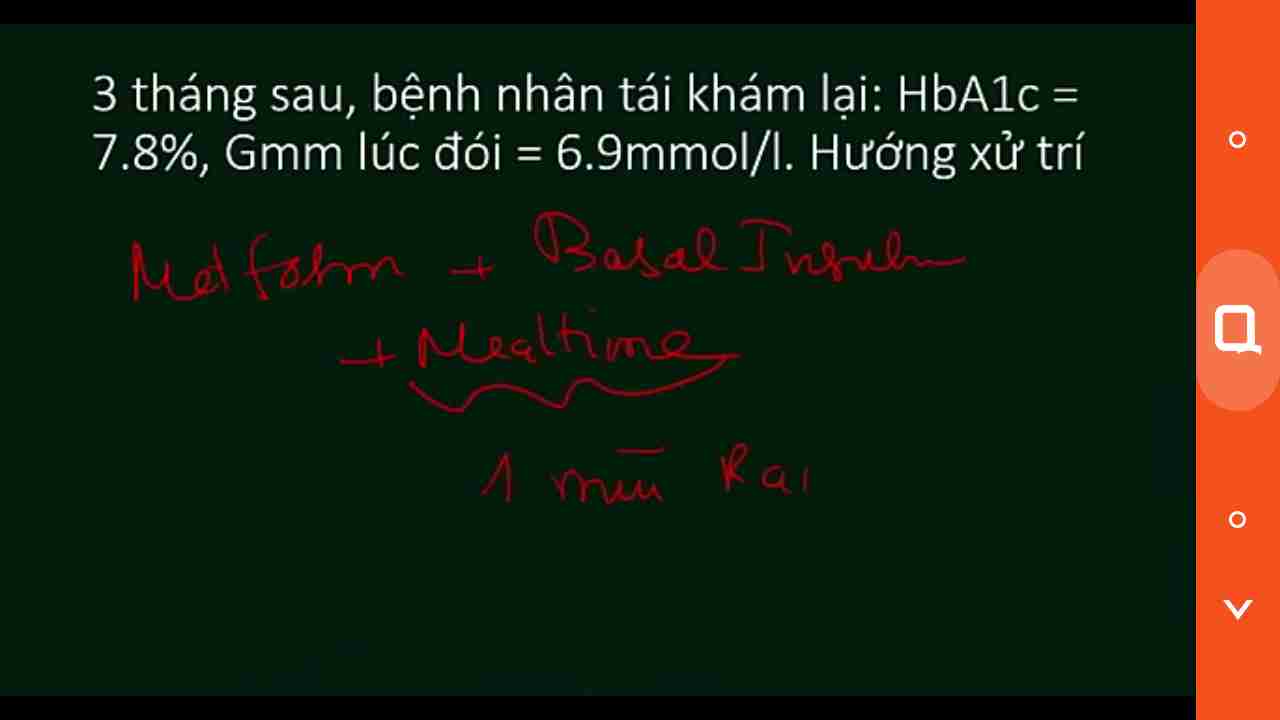 3 tháng sau, bệnh nhân tái khám lại: HbA1c =
7.8%, Gmm lúc đói = 6.9mmol/l. Hướng xử trí
Metformin + Basal Insulin
+ Mealtime
1 mũi Rai